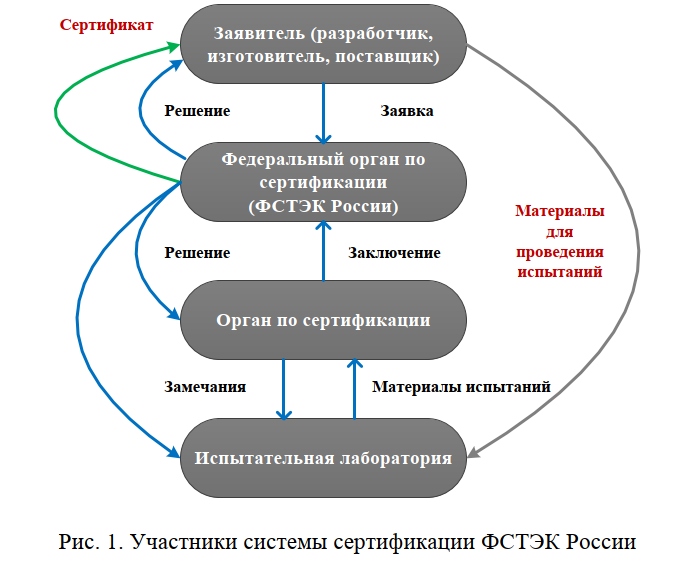 Сертификат
Заявитель (разработчик,
изготовитель, поставщик)
Решение
Заявка
Федеральный орган по
сертификации
(ФСТЭК России)
Материалы
для
проведения
испытаний
Решение
Заключение
Орган по сертификации
Замечания
Материалы испытаний
Испытательная лаборатория
Рис. 1. Участники системы сертификации ФСТЭК России